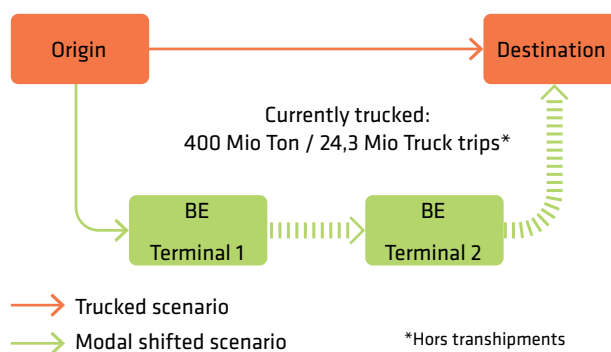 Origin
Destination
Currently trucked:
400 Mio Ton / 24,3 Mio Truck trips*
BE
Terminal 1
BE
Terminal 2
Trucked scenario
Modal shifted scenario
*Hors transhipments